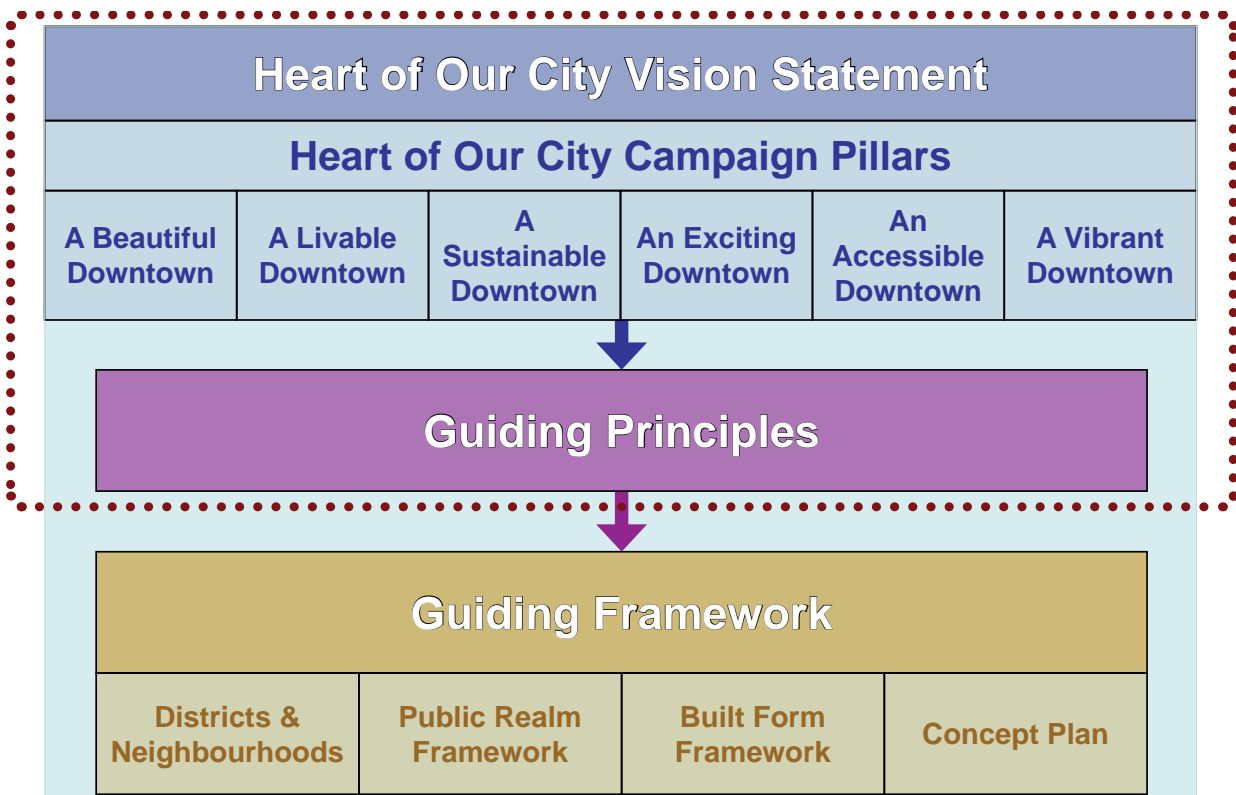 Heart of Our City Vision Statement
Heart of Our City Campaign Pillars
A Beautiful
Downtown
A Livable
Downtown
A
Sustainable
Downtown
An Exciting
Downtown
An
Accessible
Downtown
A Vibrant
Downtown
Guiding Principles
Guiding Framework
Districts &
Neighbourhoods
Public Realm
Framework
Built Form
Framework
Concept Plan